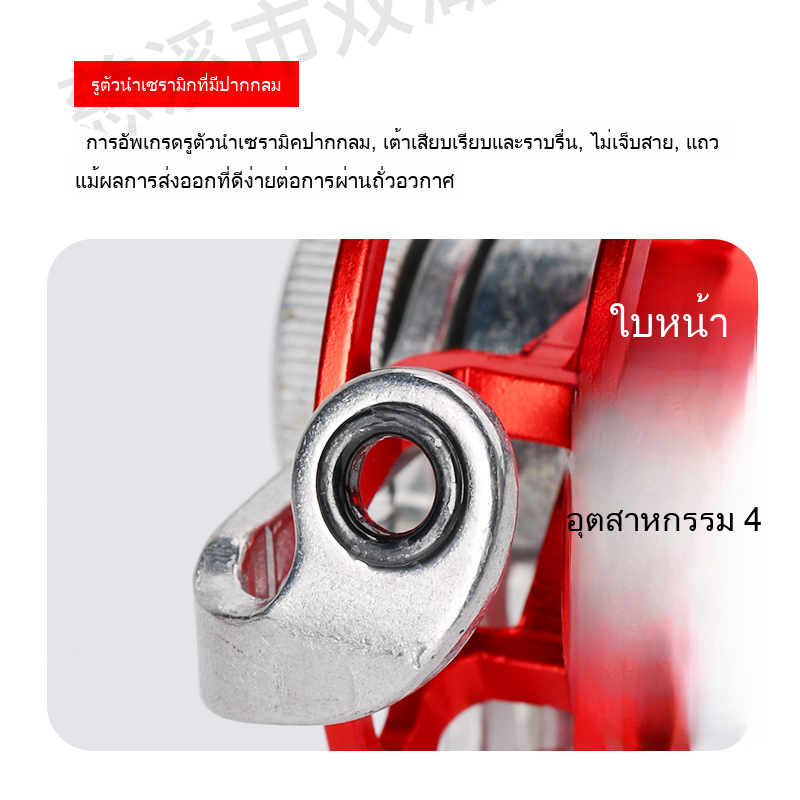 慈溪市双湖
รูตัวนำเซรามิกที่มีปากกลม
การอัพเกรดรูตัวนำเซรามิคปากกลม, เต้าเสียบเรียบและราบรื่น, ไม่เจ็บสาย, แถว
แม้ผลการส่งออกที่ดีง่ายต่อการผ่านถั่วอวกาศ
ใบหน้า
อุตสาหกรรม 4